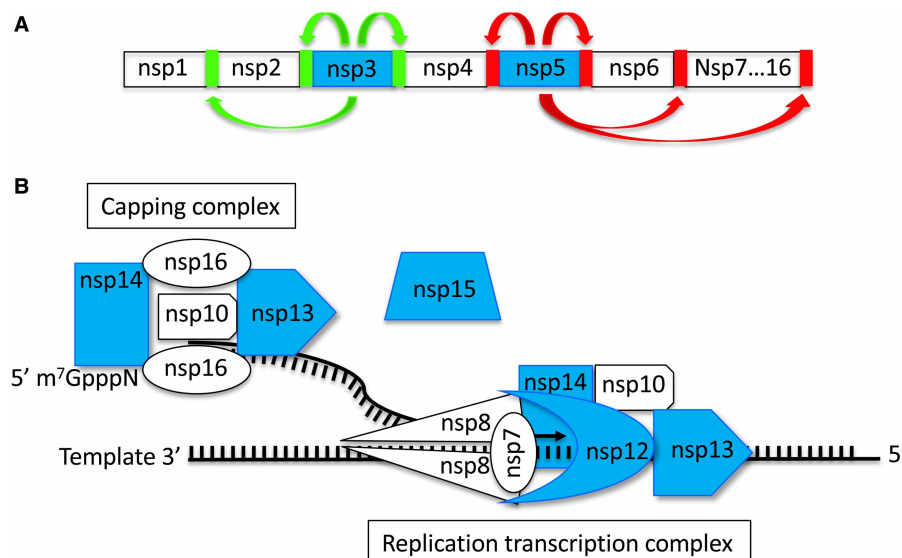 A
nsp1 nsp2 nsp3 nsp4 nsp5 nsp6 Nsp7...16
B
Capping complex
nsp14 nsp16
nsp15
nsp10 nsp13
nsp16
5’ m⁷GpppN
nsp14 nsp10
nsp8
nsp7
nsp12 nsp13
Template 3’ 5
nsp8
Replication transcription complex